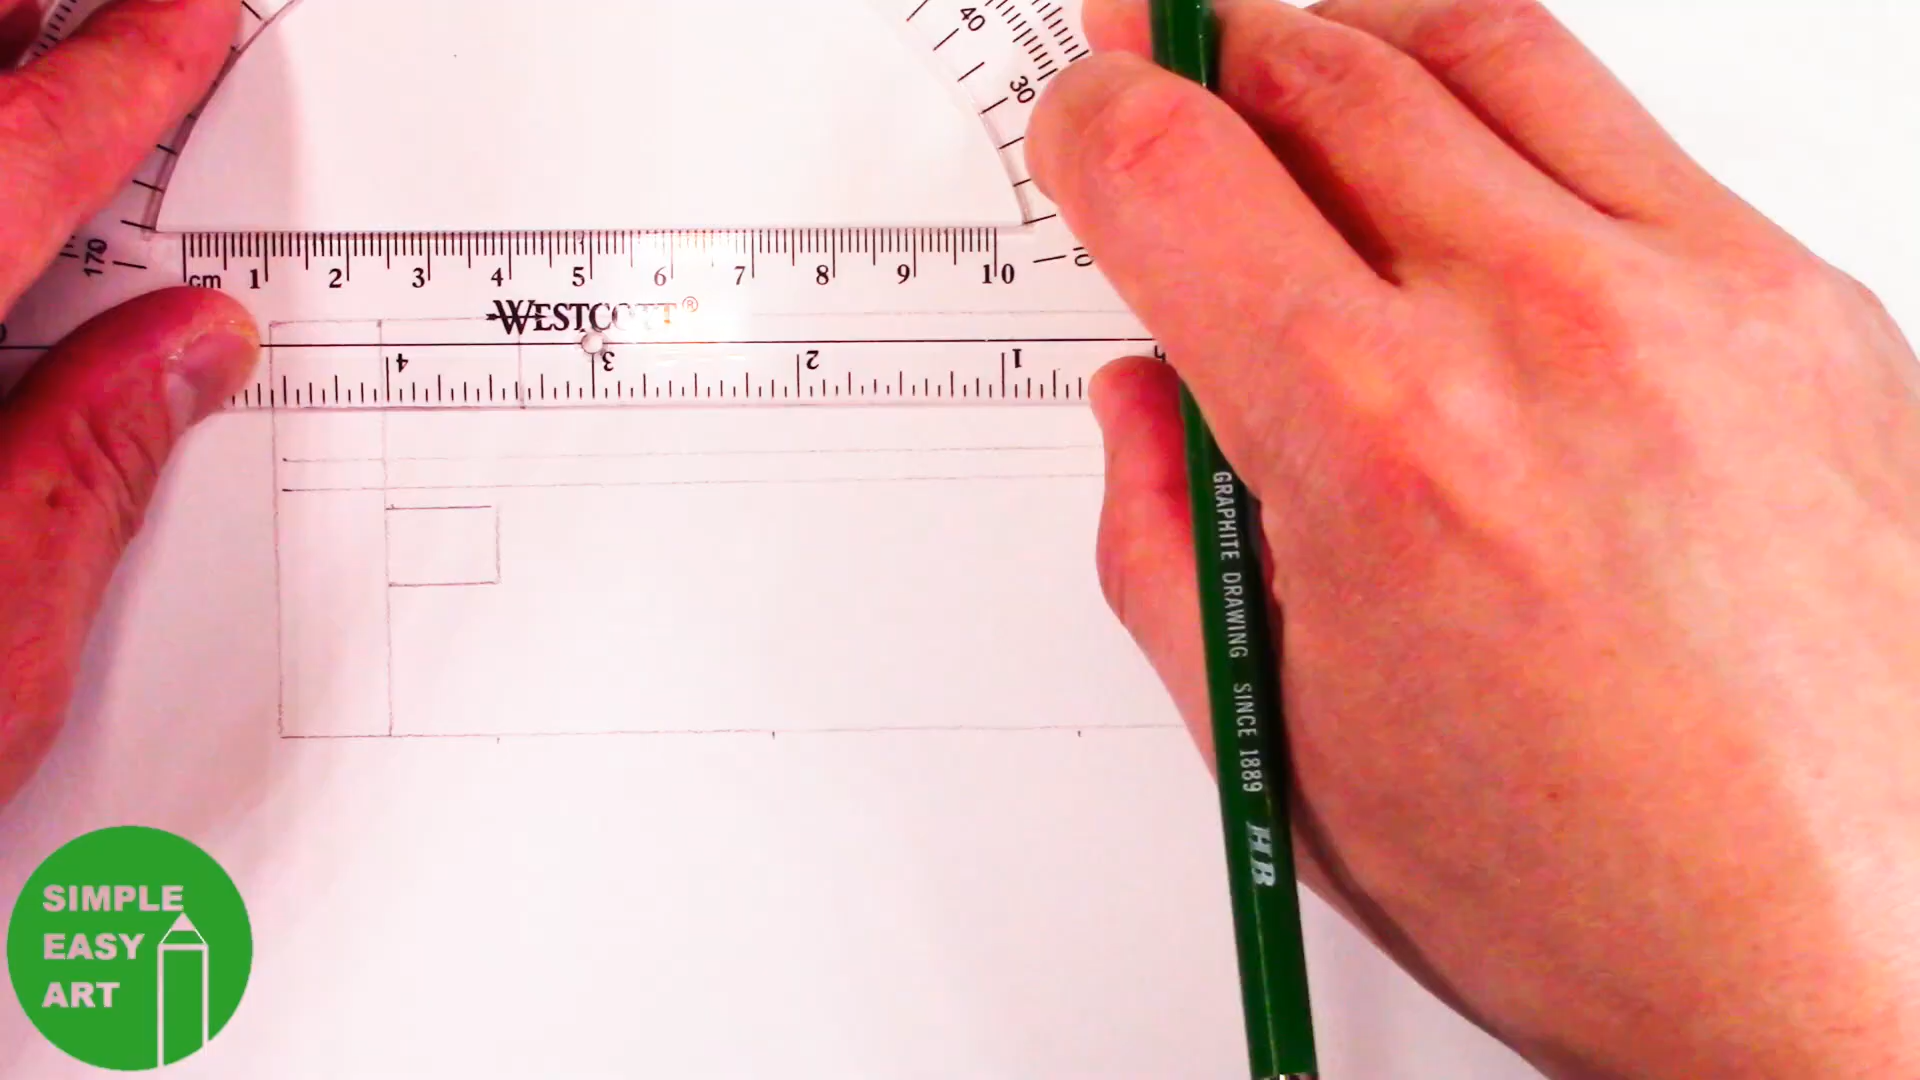 40
30
10
170
cm 1 2 3 4 5 6 7 8 9 10
WESTCOTT®
4 3 2 1
GRAPHITE DRAWING SINCE 1889 HB
SIMPLE
EASY
ART